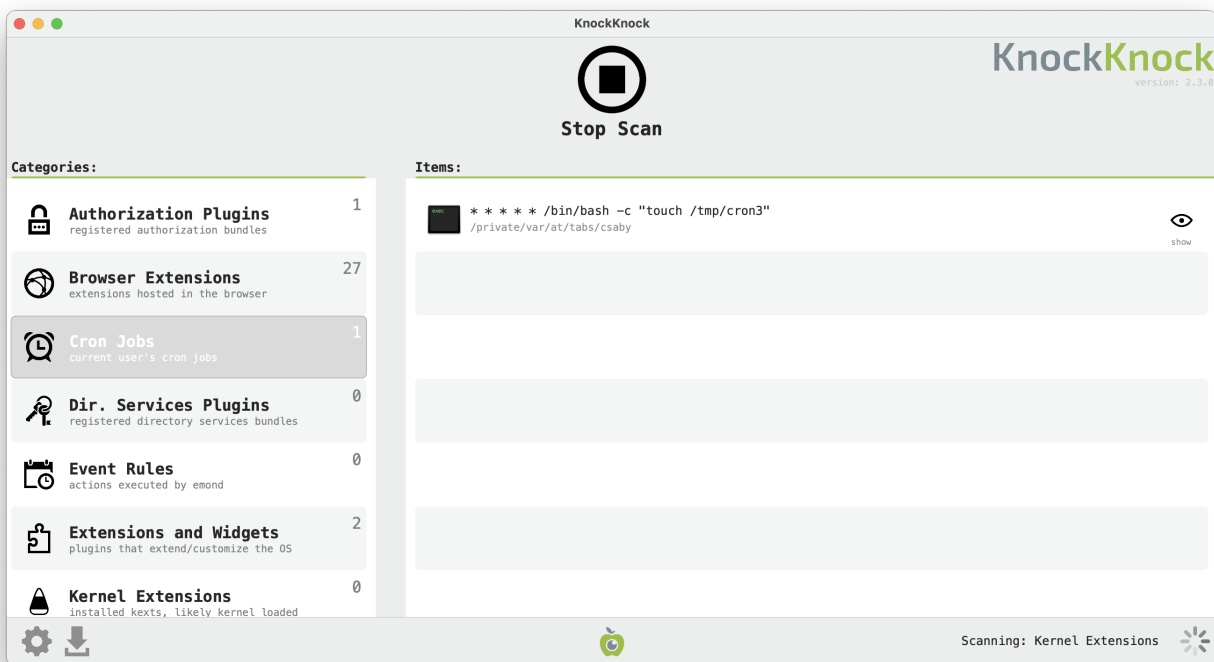 KnockKnock
KnockKnock
version: 2.3.0
Stop Scan
Categories:
Items:
Authorization Plugins
registered authorization bundles
1
Browser Extensions
extensions hosted in the browser
27
Cron Jobs
current user's cron jobs
1
Dir. Services Plugins
registered directory services bundles
0
Event Rules
actions executed by emond
0
Extensions and Widgets
plugins that extend/customize the OS
2
Kernel Extensions
installed kexts, likely kernel loaded
0
exec
* * * * * /bin/bash -c "touch /tmp/cron3"
/private/var/at/tabs/csaby
show
Scanning: Kernel Extensions